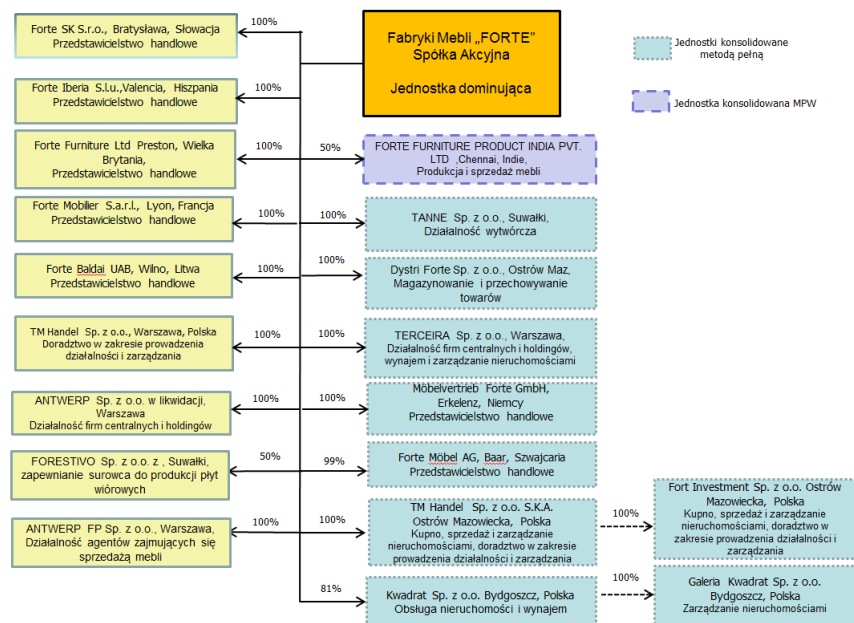 Forte SK S.r.o., Bratysława, Słowacja
Przedstawicielstwo handlowe
100%
Fabryki Mebli „FORTE”
Spółka Akcyjna
Jednostka dominująca
Jednostki konsolidowane
metodą pełną
Jednostka konsolidowana MPW
Forte Iberia S.l.u.,Valencia, Hiszpania
Przedstawicielstwo handlowe
100%
Forte Furniture Ltd Preston, Wielka
Brytania,
Przedstawicielstwo handlowe
100%
50%
FORTE FURNITURE PRODUCT INDIA PVT.
LTD ,Chennai, Indie,
Produkcja i sprzedaż mebli
Forte Mobilier S.a.r.l., Lyon, Francja
Przedstawicielstwo handlowe
100%
100%
TANNE Sp. z o.o., Suwałki,
Działalność wytwórcza
Forte Baldai UAB, Wilno, Litwa
Przedstawicielstwo handlowe
100%
100%
Dystri Forte Sp. z o.o., Ostrów Maz,
Magazynowanie i przechowywanie
towarów
TM Handel Sp. z o.o., Warszawa, Polska
Doradztwo w zakresie prowadzenia
działalności i zarządzania
100%
100%
TERCEIRA Sp. z o.o., Warszawa,
Działalność firm centralnych i holdingów,
wynajem i zarządzanie nieruchomościami
ANTWERP Sp. z o.o. w likwidacji,
Warszawa
Działalność firm centralnych i holdingów
100%
100%
Möbelvertrieb Forte GmbH,
Erkelenz, Niemcy
Przedstawicielstwo handlowe
FORESTIVO Sp. z o.o. z , Suwałki,
zapewnianie surowca do produkcji płyt
wiórowych
50%
99%
Forte Möbel AG, Baar, Szwajcaria
Przedstawicielstwo handlowe
ANTWERP FP Sp. z o.o., Warszawa,
Działalność agentów zajmujących się
sprzedażą mebli
100%
100%
TM Handel Sp. z o.o. S.K.A.
Ostrów Mazowiecka, Polska
Kupno, sprzedaż i zarządzanie
nieruchomościami, doradztwo w zakresie
prowadzenia działalności i zarządzania
100%
Fort Investment Sp. z o.o. Ostrów
Mazowiecka, Polska
Kupno, sprzedaż i zarządzanie
nieruchomościami, doradztwo w
zakresie prowadzenia działalności i
zarządzania
81%
Kwadrat Sp. z o.o. Bydgoszcz, Polska
Obsługa nieruchomości i wynajem
100%
Galeria Kwadrat Sp. z o.o.
Bydgoszcz, Polska
Zarządzanie nieruchomościami